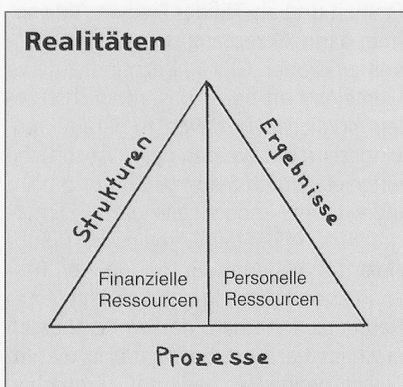 Realitäten
Strukturen
Ergebnisse
Finanzielle
Ressourcen
Personelle
Ressourcen
Prozesse